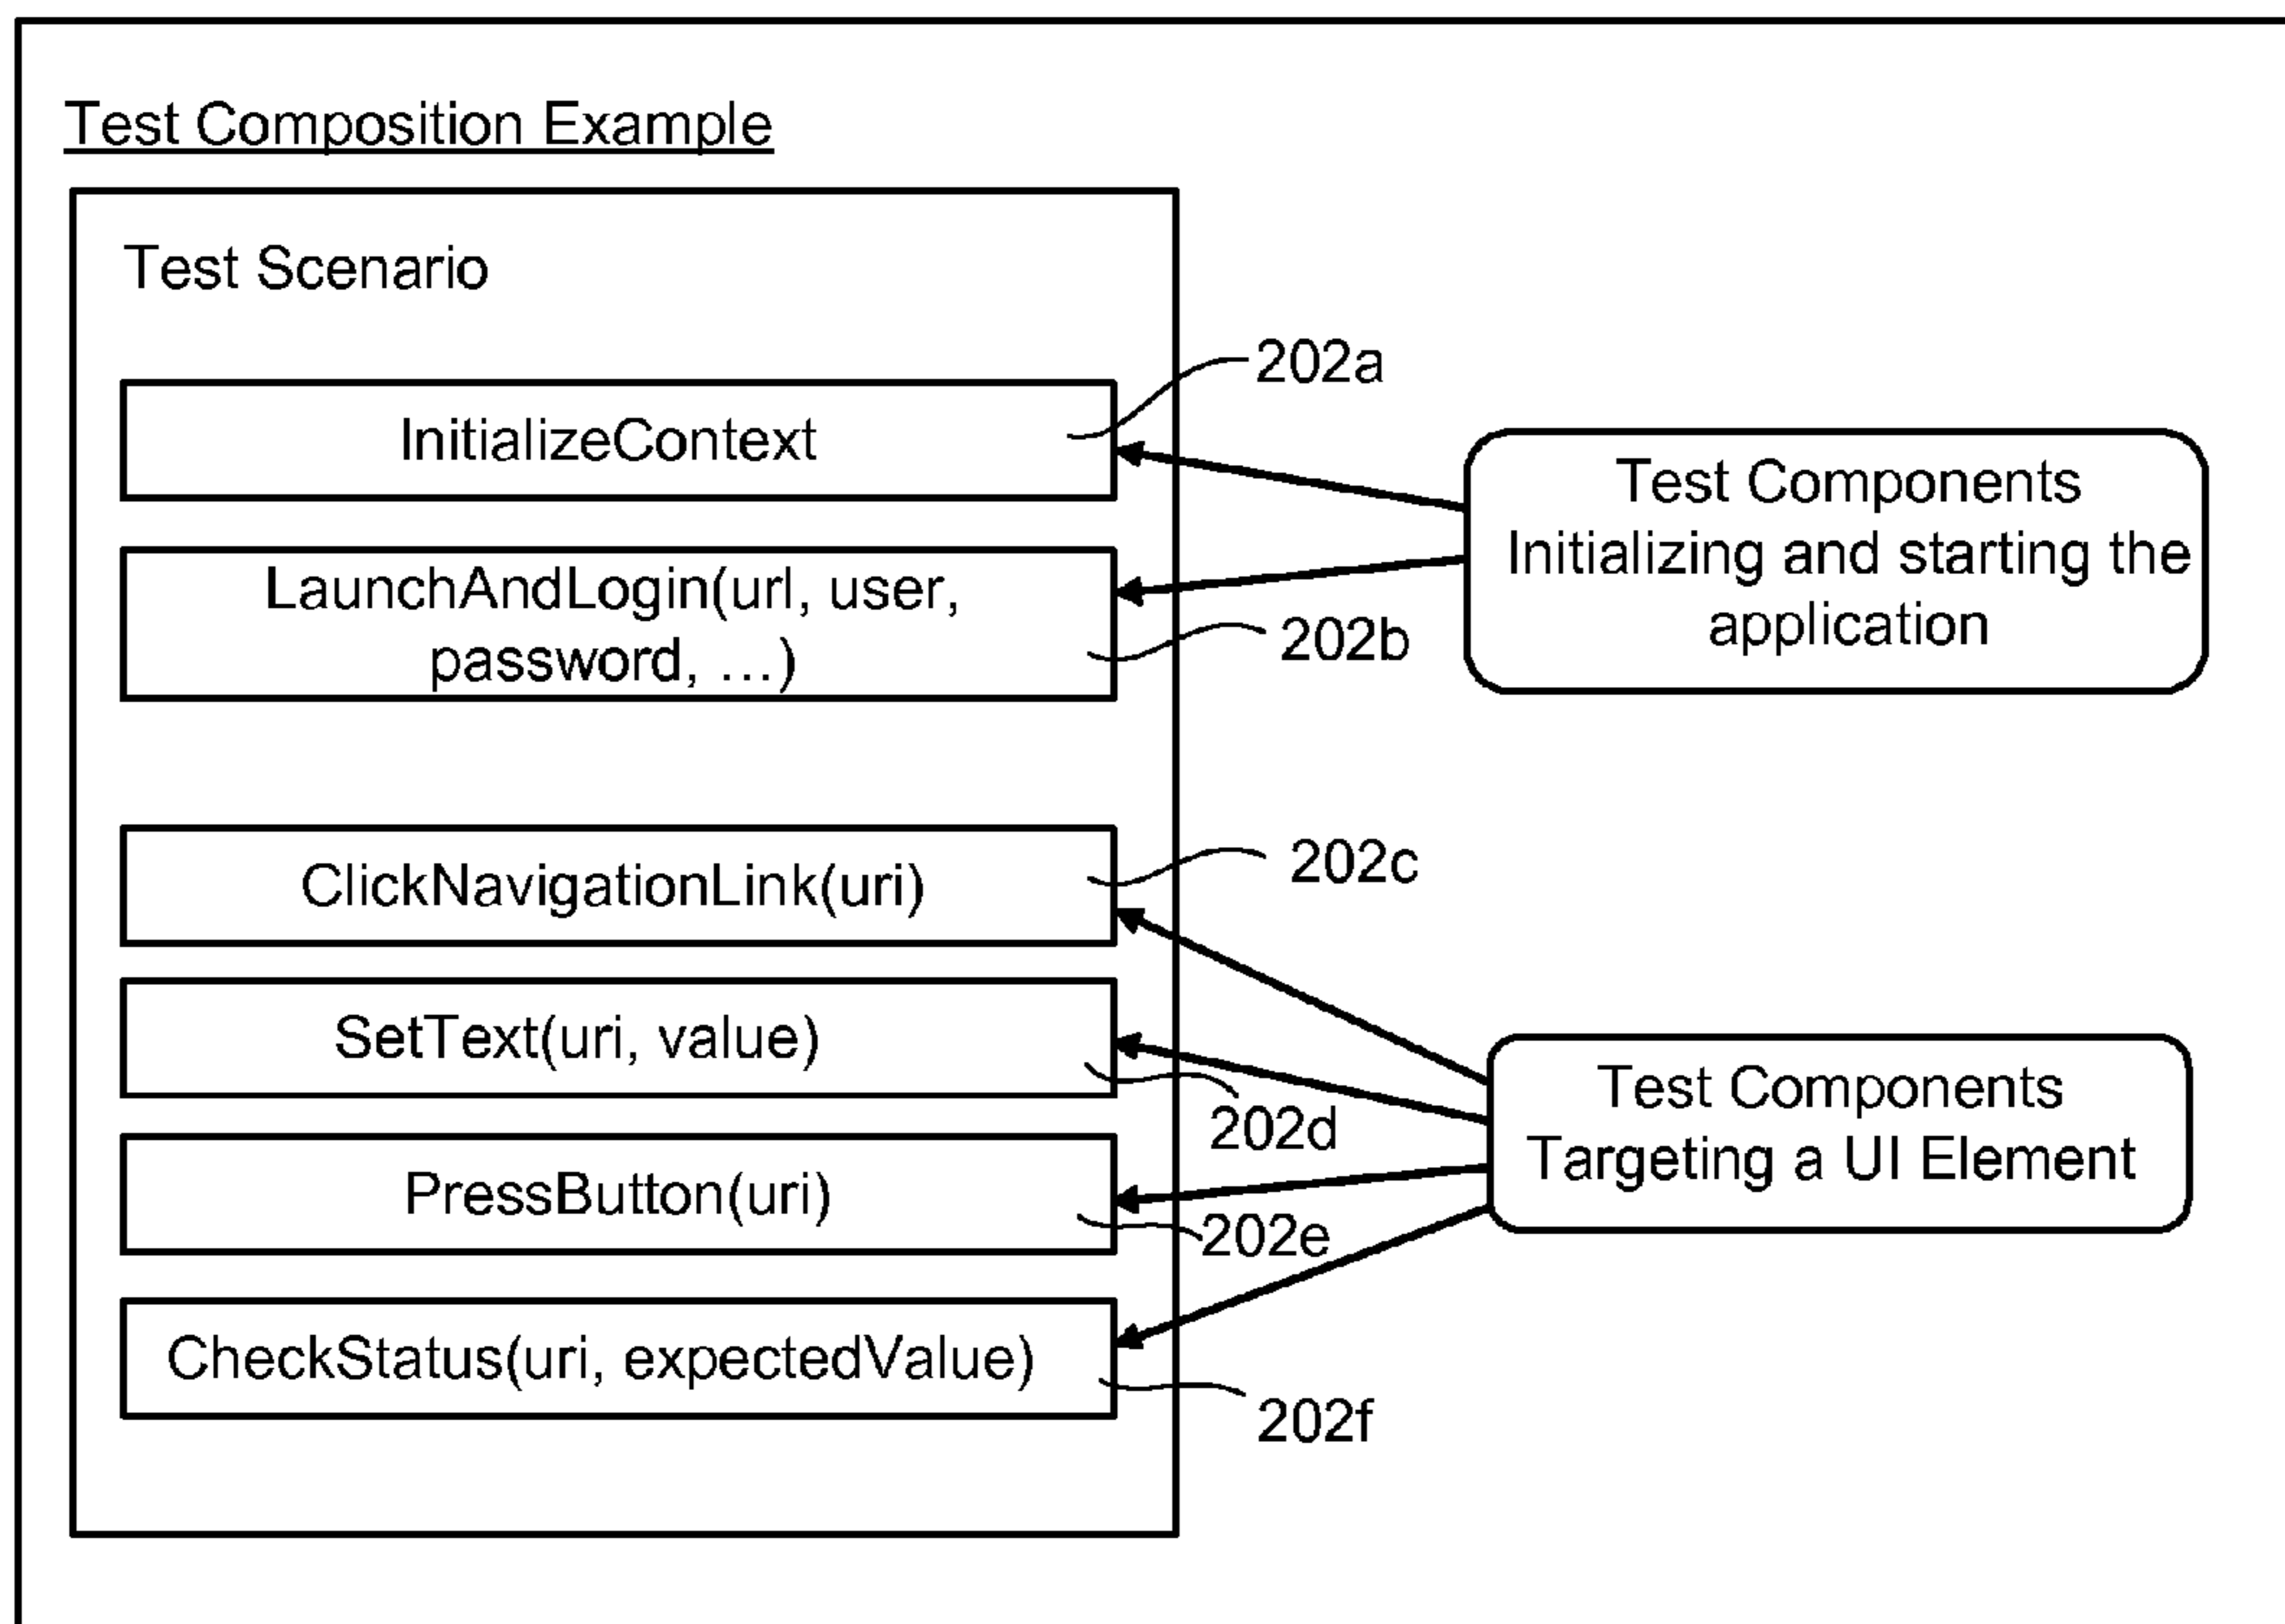 Test Composition Example
Test Scenario
InitializeContext
202a
LaunchAndLogin(url, user,
password, ...)
202b
Test Components
Initializing and starting the
application
ClickNavigationLink(uri)
202c
SetText(uri, value)
202d
PressButton(uri)
202e
CheckStatus(uri, expectedValue)
202f
Test Components
Targeting a UI Element